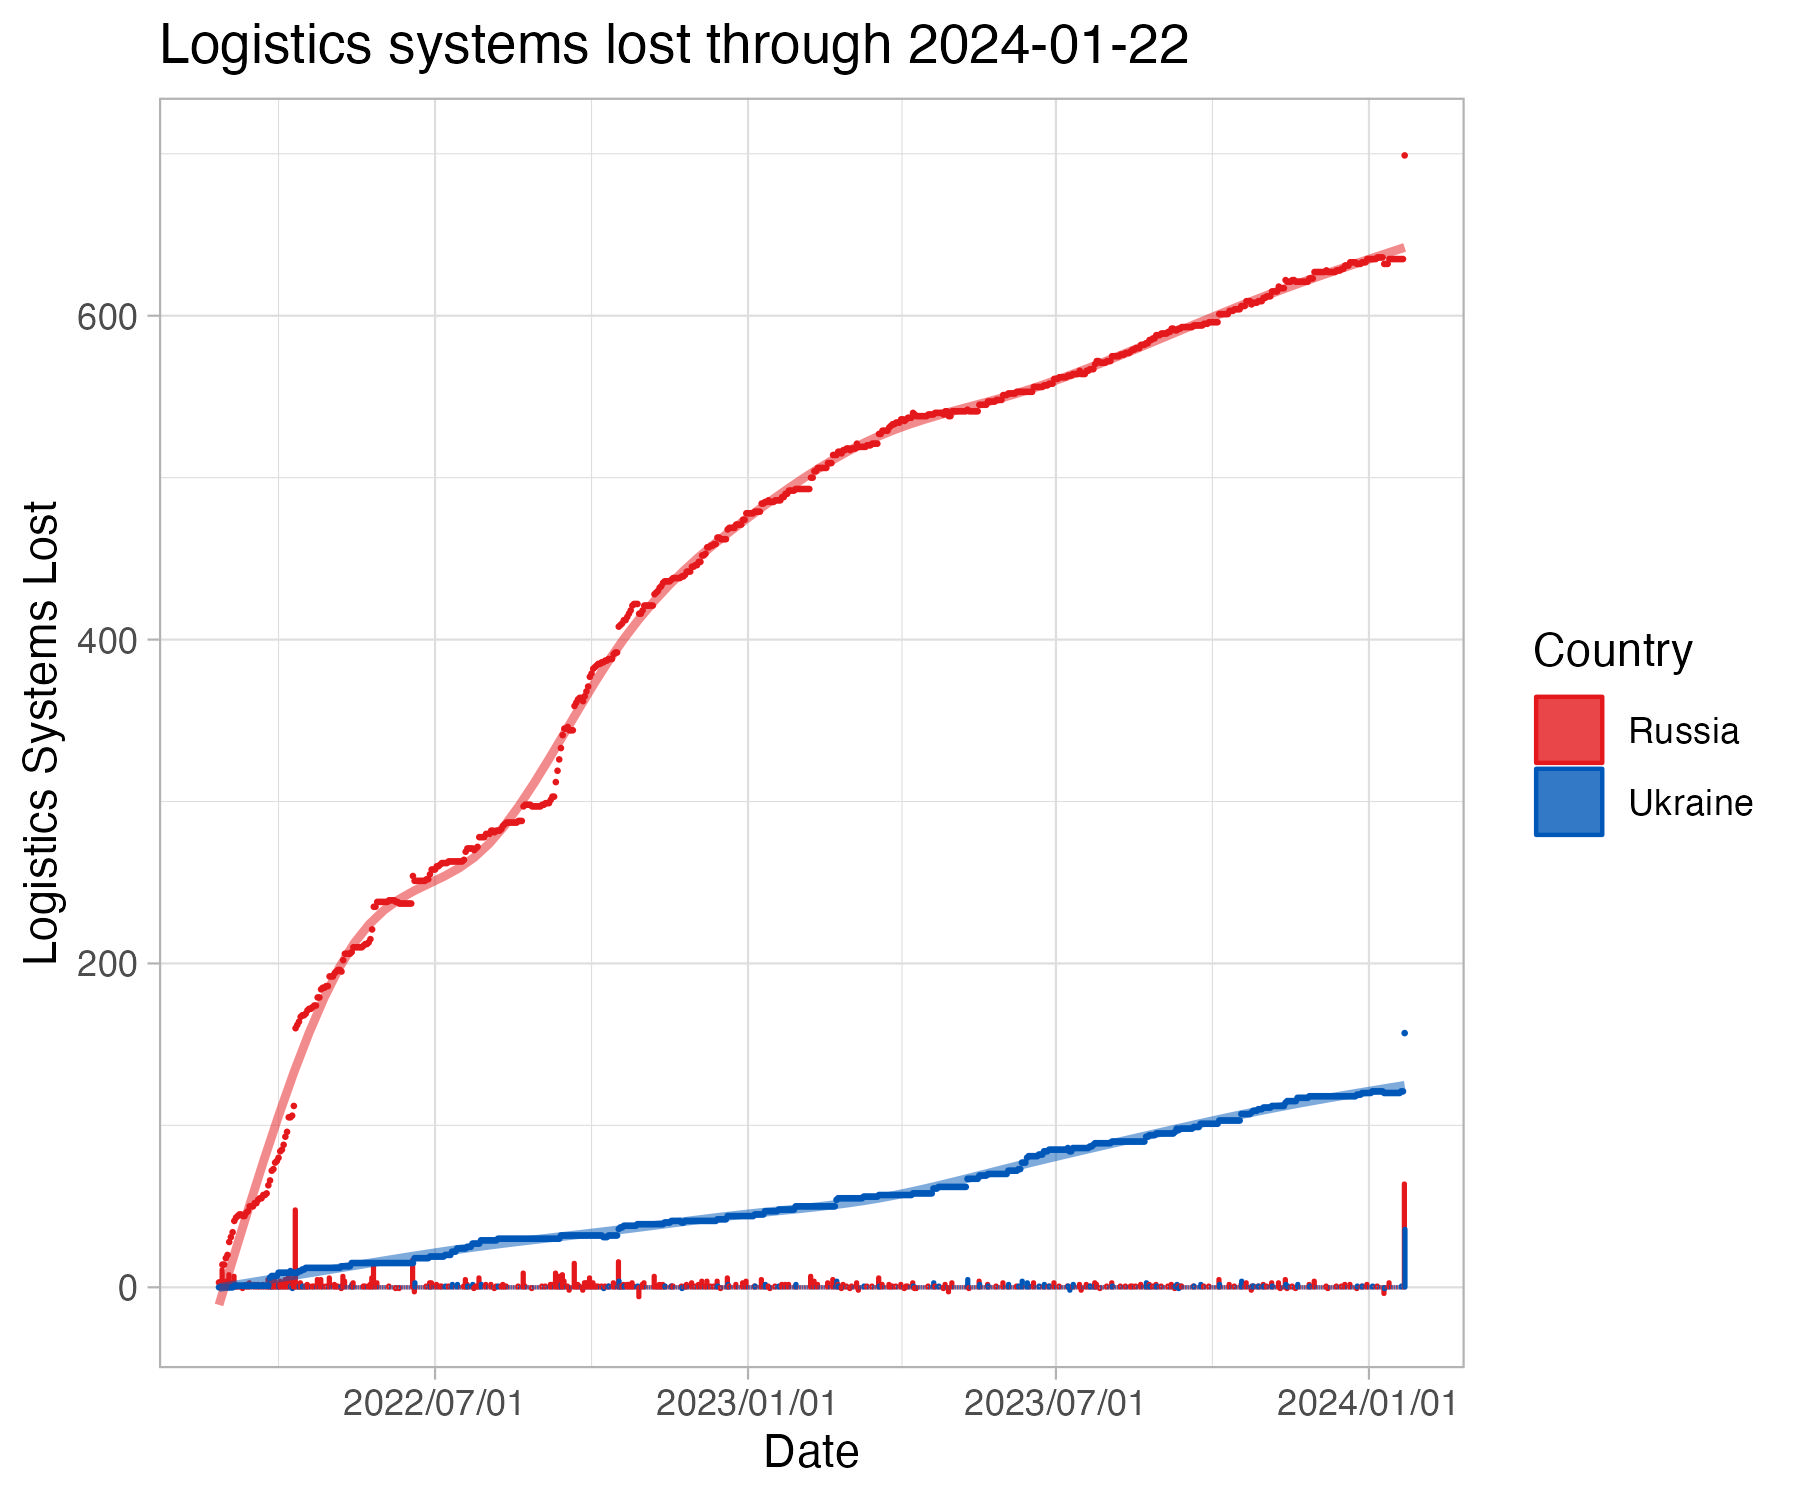 Logistics systems lost through 2024-01-22
Logistics Systems Lost
600
400
200
0
2022/07/01
2023/01/01
2023/07/01
2024/01/01
Date
Country
Russia
Ukraine